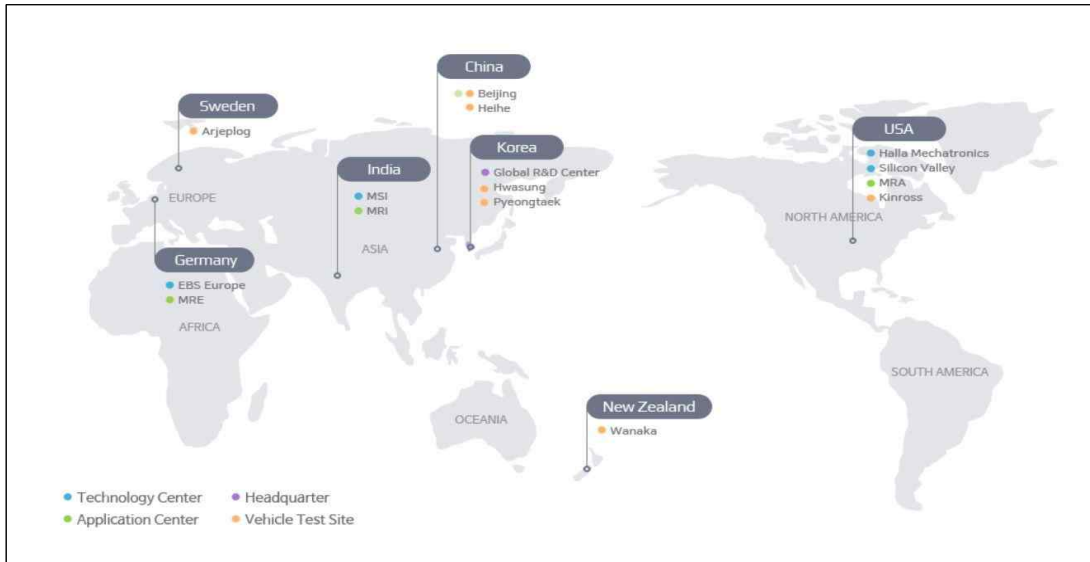 China
Beijing
Heihe
Sweden
Arjeplog
USA
Halla Mechatronics
Silicon Valley
MRA
Kinross
Korea
Global R&D Center
Hwasung
Pyeongtaek
India
MSI
MRI
EUROPE
NORTH AMERICA
ASIA
Germany
EBS Europe
MRE
AFRICA
SOUTH AMERICA
New Zealand
Wanaka
OCEANIA
Technology Center
Headquarter
Application Center
Vehicle Test Site